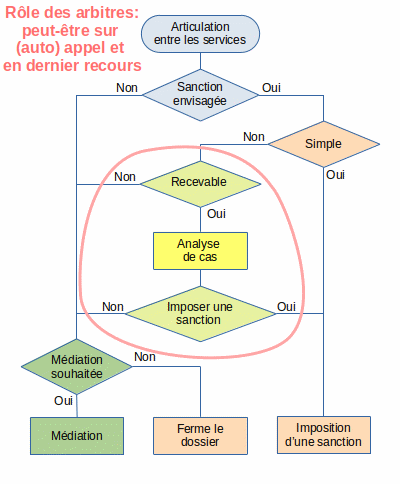 Rôle des arbitres:
peut-être sur
(auto) appel et
en dernier recours
Articulation
entre les services
Non
Sanction
envisagée
Oui
Non
Simple
Oui
Non
Recevable
Oui
Analyse
de cas
Non
Imposer une
sanction
Oui
Médiation
souhaitée
Non
Oui
Médiation
Ferme le
dossier
Imposition
d'une sanction